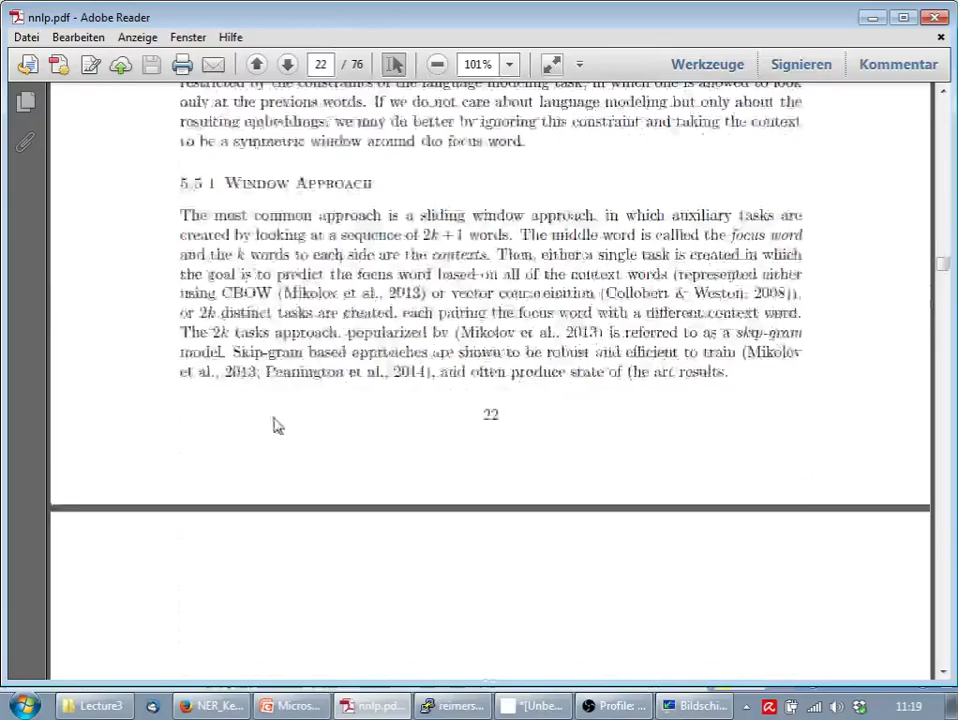 nnlp.pdf - Adobe Reader
Datei Bearbeiten Anzeige Fenster Hilfe
22 / 76 101% Werkzeuge Signieren Kommentar
restricted by the constraints of the language modeling task, in which one is allowed to look
only at the previous words. If we do not care about language modeling but only about the
resulting embeddings, we may do better by ignoring this constraint and taking the context
to be a symmetric window around the focus word.
5.5.1 Window Approach
The most common approach is a sliding window approach, in which auxiliary tasks are
created by looking at a sequence of 2k + 1 words. The middle word is called the focus word
and the k words to each side are the contexts. Then, either a single task is created in which
the goal is to predict the focus word based on all of the context words (represented either
using CBOW (Mikolov et al., 2013) or vector concatenation (Collobert & Weston, 2008)),
or 2k distinct tasks are created, each pairing the focus word with a different context word.
The 2k tasks approach, popularized by (Mikolov et al., 2013) is referred to as a skip-gram
model. Skip-gram based approaches are shown to be robust and efficient to train (Mikolov
et al., 2013; Pennington et al., 2014), and often produce state of the art results.
22
Lecture3 NER_Ke... Micros... nnlp.pd... reimers... *[Unbe... Profile: ... Bildschi... 11:19